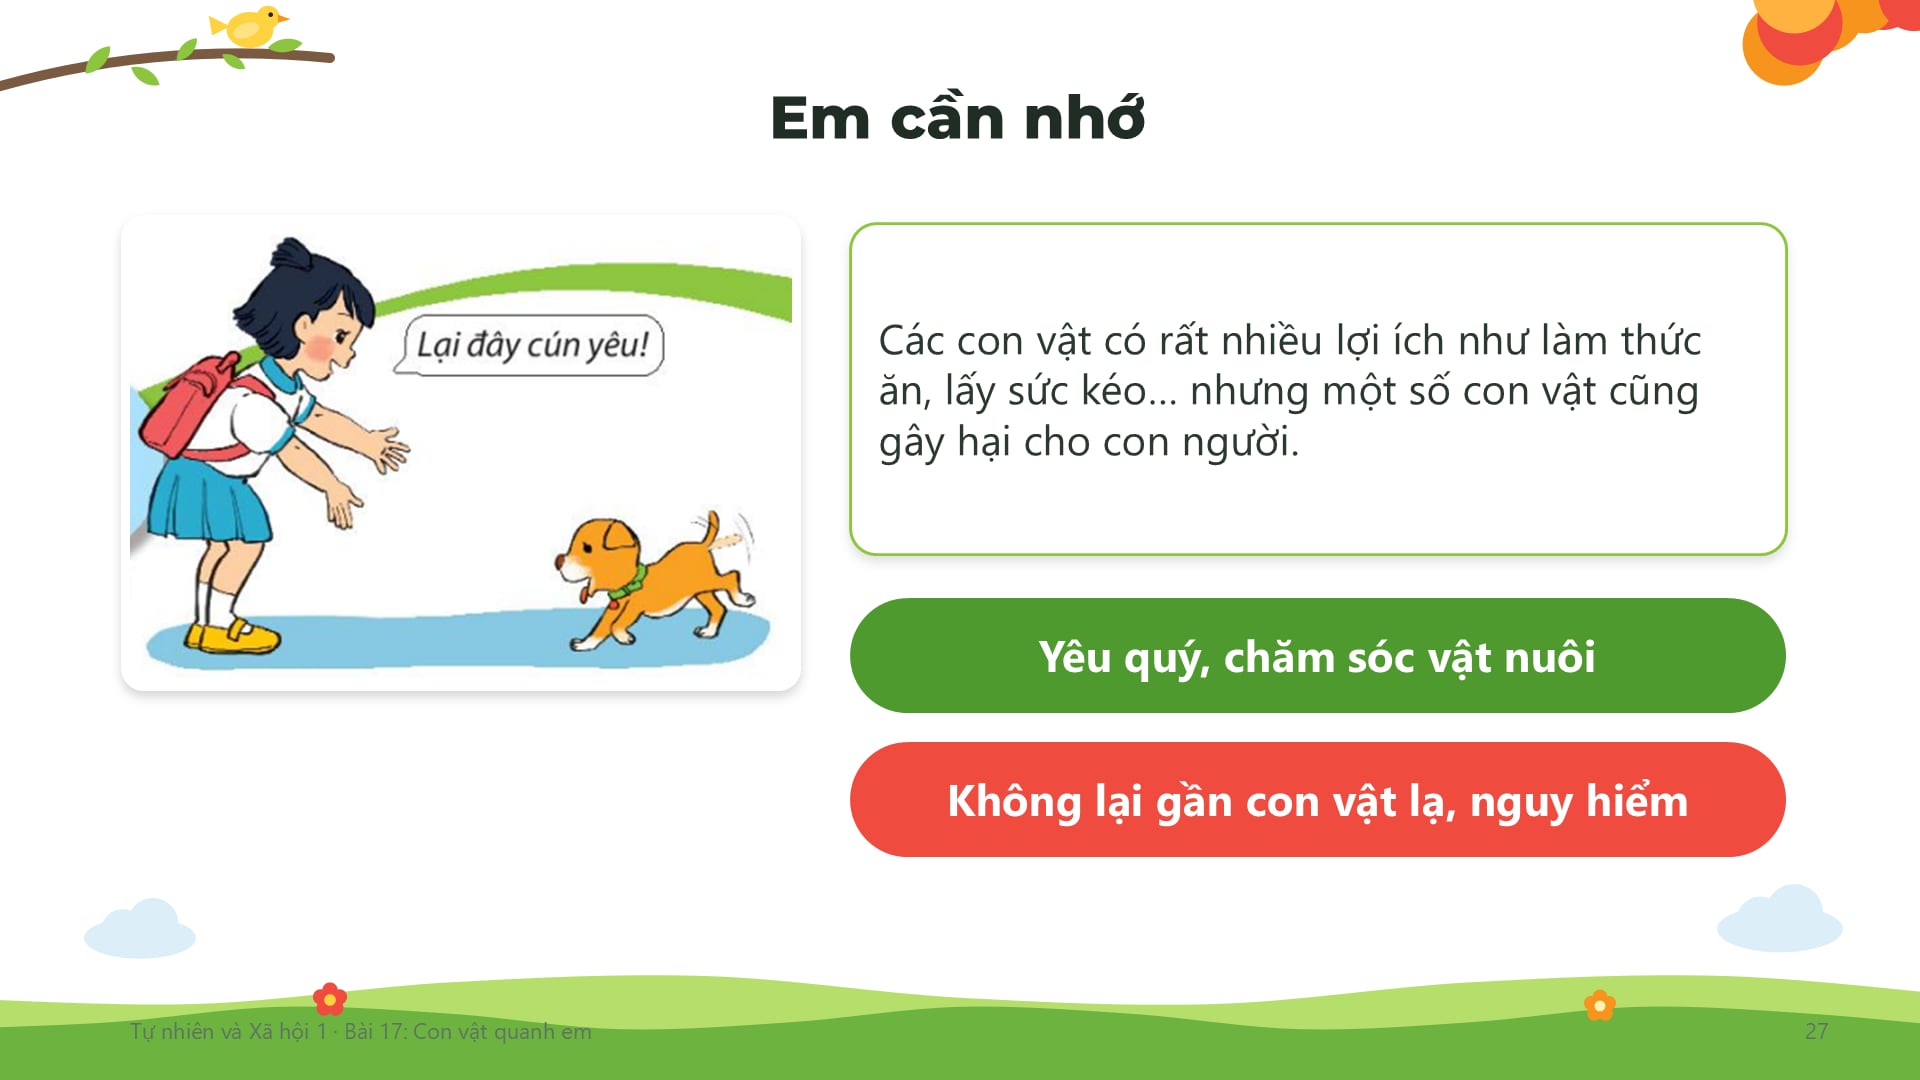 Em cần nhớ
Lại đây cún yêu!
Các con vật có rất nhiều lợi ích như làm thức
ăn, lấy sức kéo... nhưng một số con vật cũng
gây hại cho con người.
Yêu quý, chăm sóc vật nuôi
Không lại gần con vật lạ, nguy hiểm
Tự nhiên và Xã hội 1 · Bài 17: Con vật quanh em
27